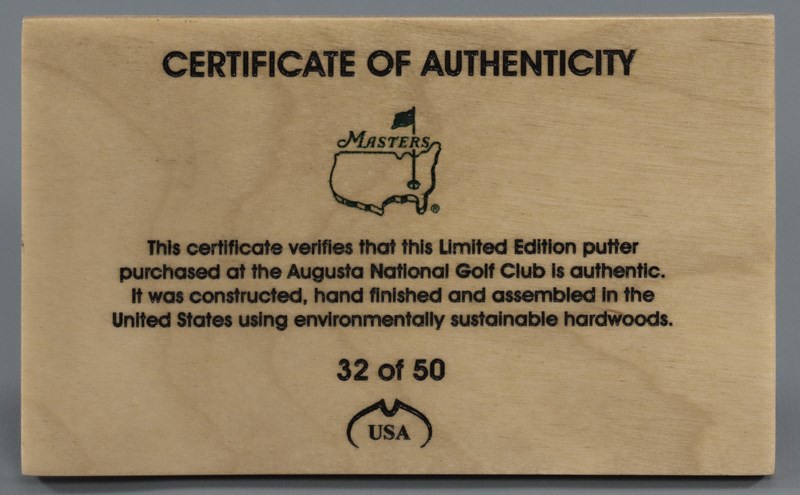 CERTIFICATE OF AUTHENTICITY
MASTERS
®
This certificate verifies that this Limited Edition putter
purchased at the Augusta National Golf Club is authentic.
It was constructed, hand finished and assembled in the
United States using environmentally sustainable hardwoods.
32 of 50
USA